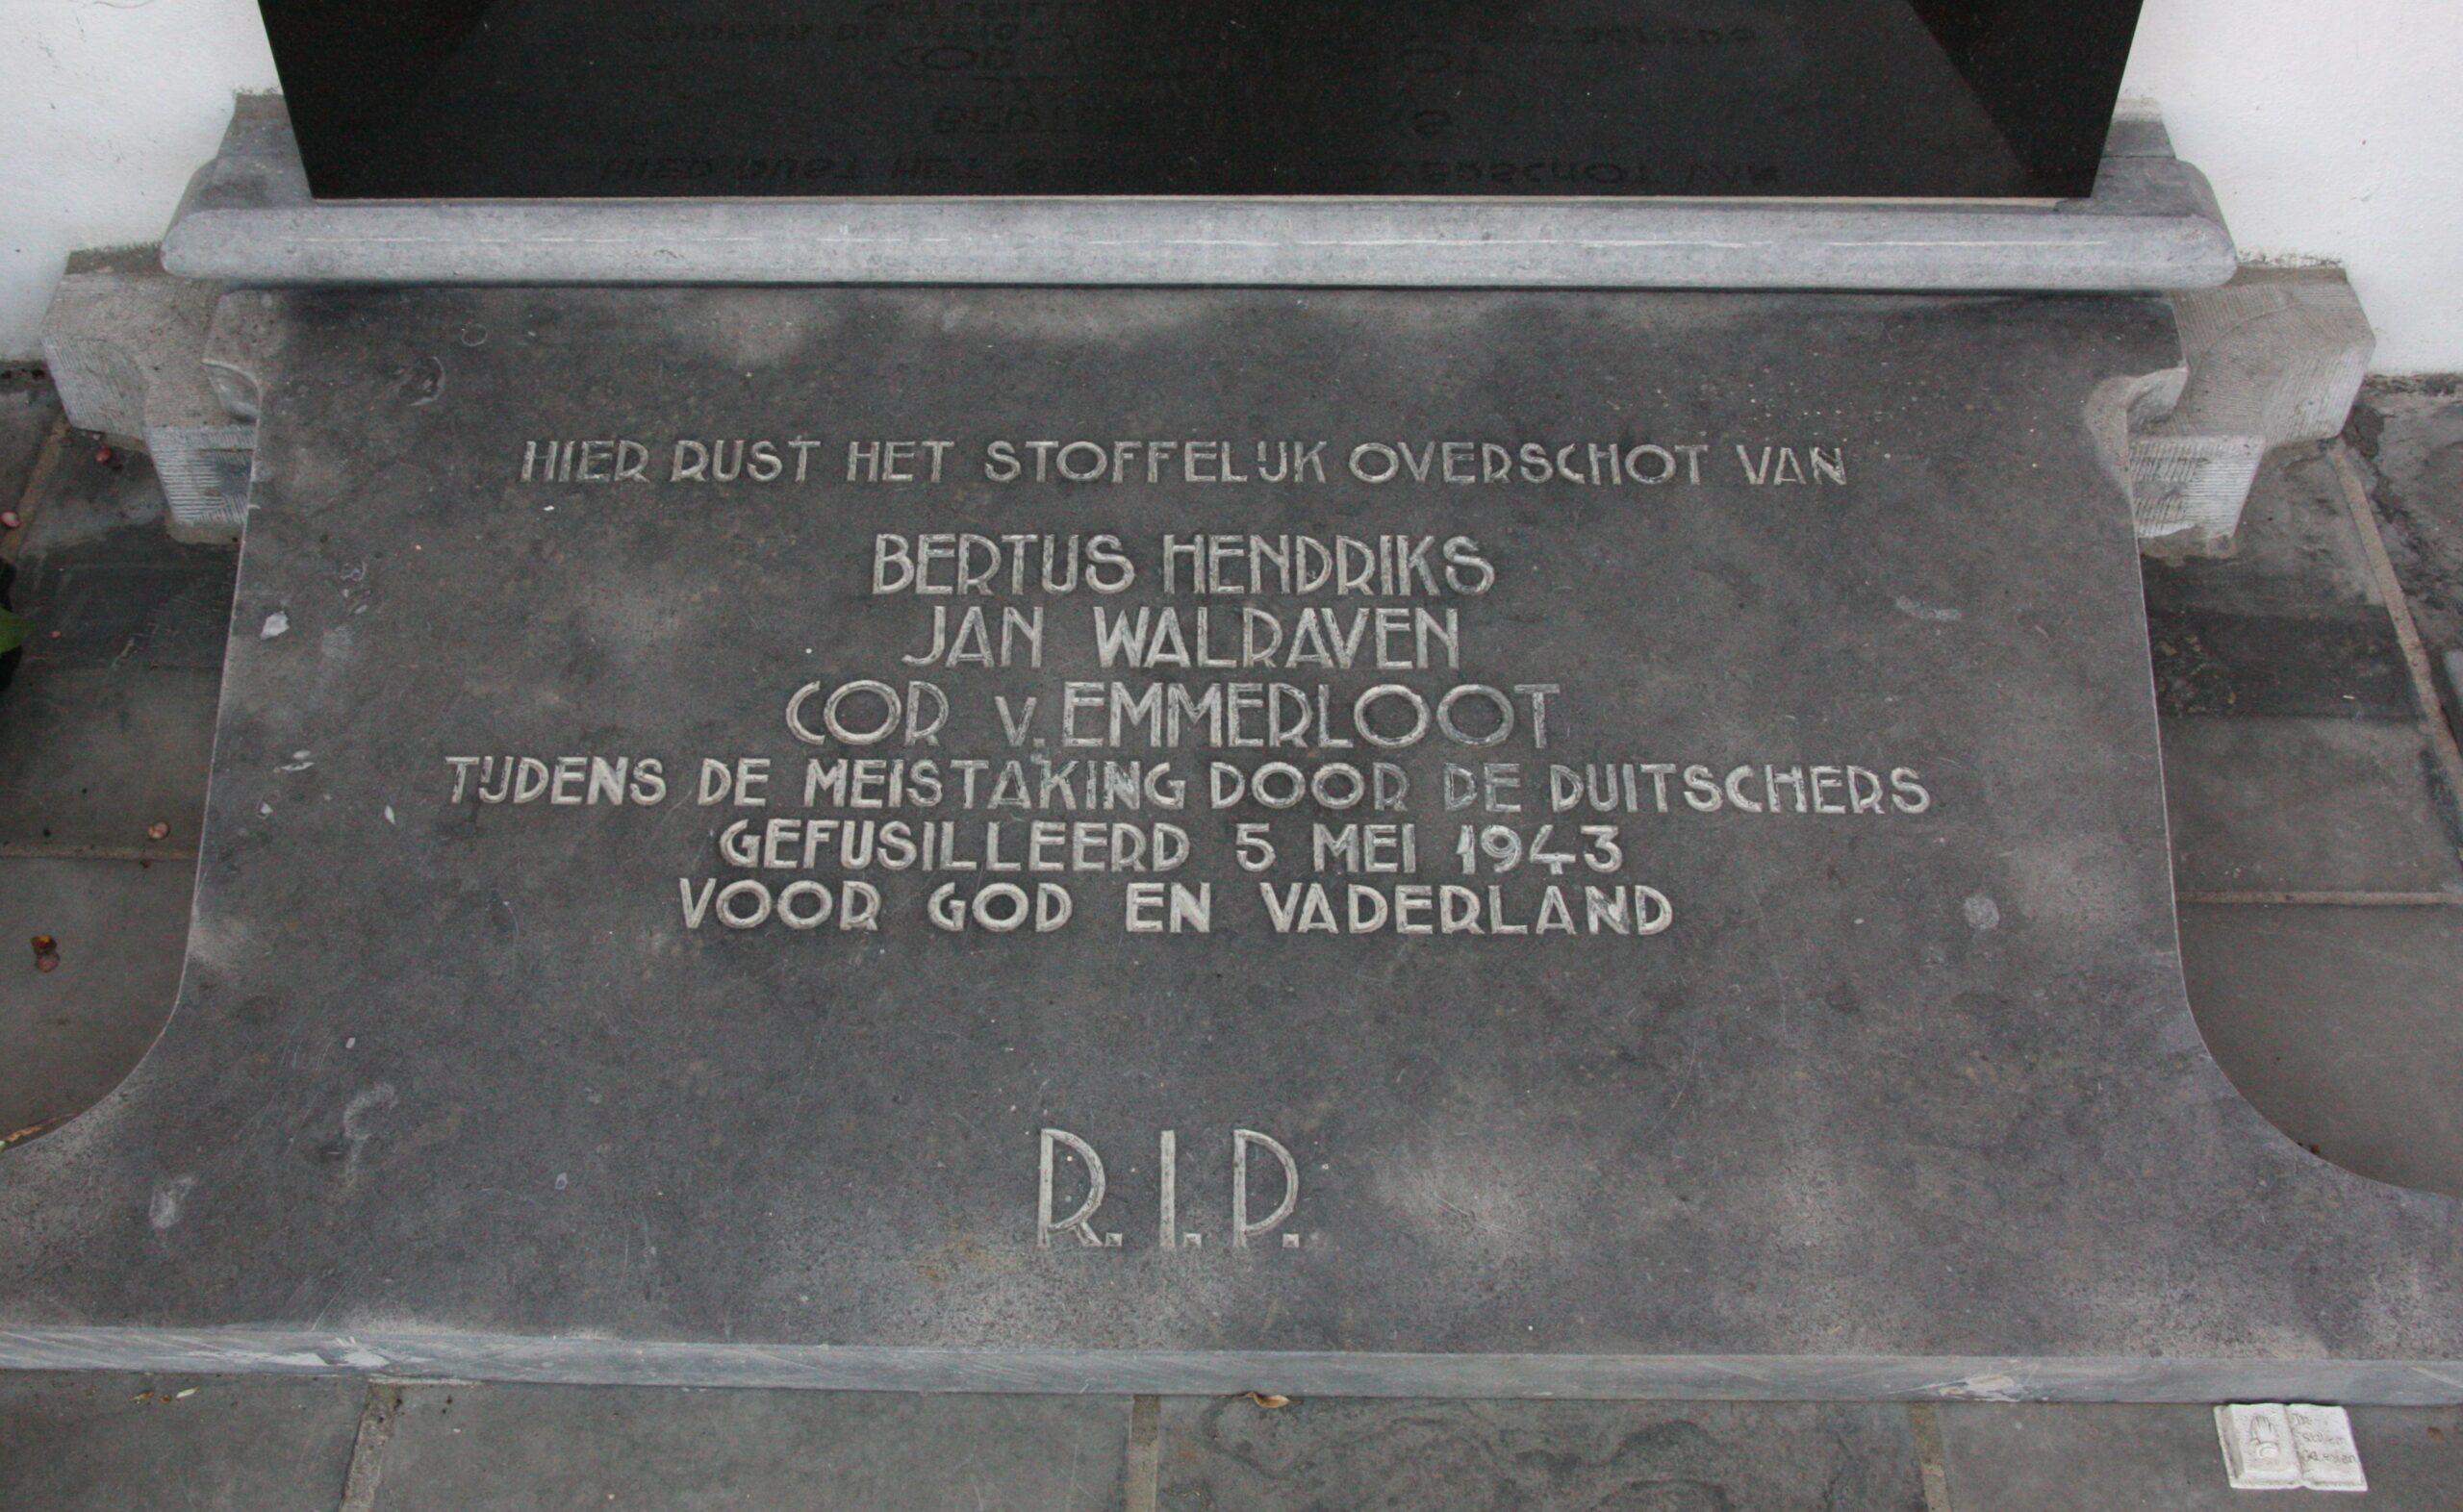 HIER RUST HET STOFFELIJK OVERSCHOT VAN
BERTUS HENDRIKS
JAN WALRAVEN
COR v. EMMERLOOT
TIJDENS DE MEISTAKING DOOR DE DUITSCHERS
GEFUSILLEERD 5 MEI 1943
VOOR GOD EN VADERLAND
R.I.P.